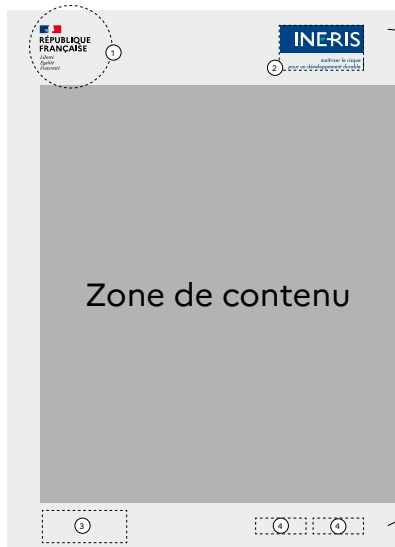 RÉPUBLIQUE
FRANÇAISE
Liberté
Égalité
Fraternité
1
INERIS
maîtriser le risque
pour un développement durable
2
Zone de contenu
3
4
4